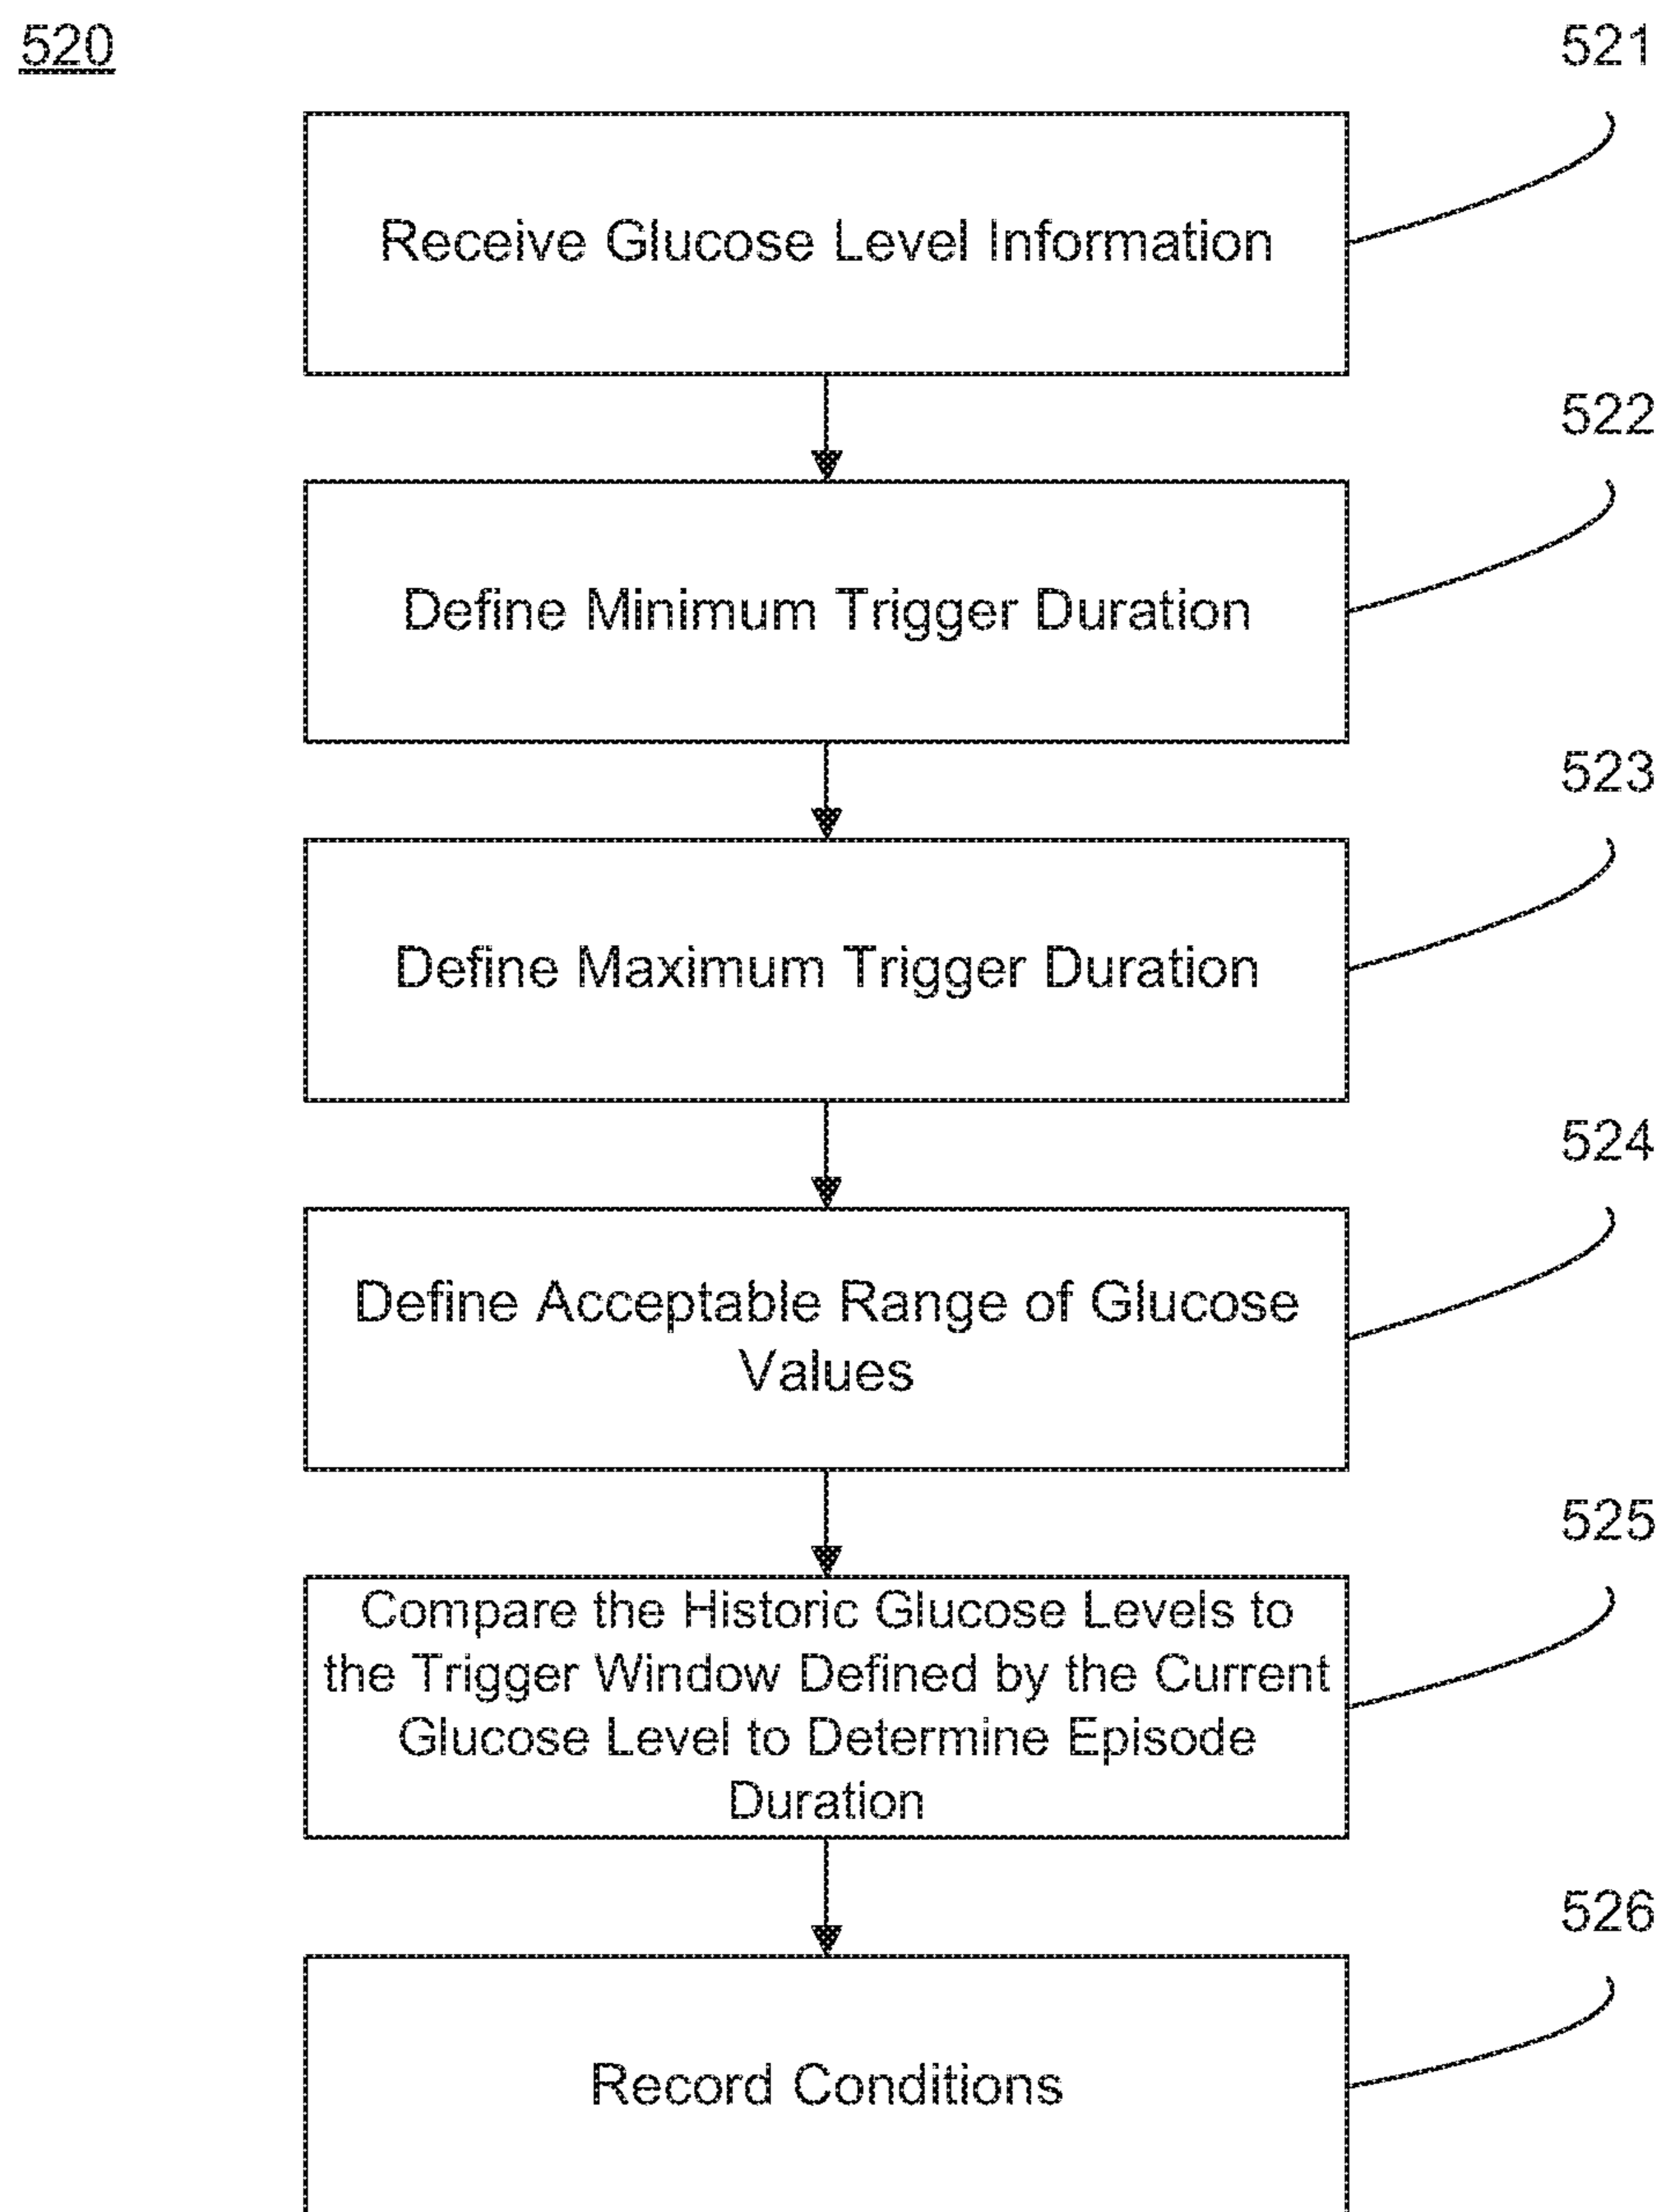 520
521
Receive Glucose Level Information
522
Define Minimum Trigger Duration
523
Define Maximum Trigger Duration
524
Define Acceptable Range of Glucose
Values
525
Compare the Historic Glucose Levels to
the Trigger Window Defined by the Current
Glucose Level to Determine Episode
Duration
526
Record Conditions